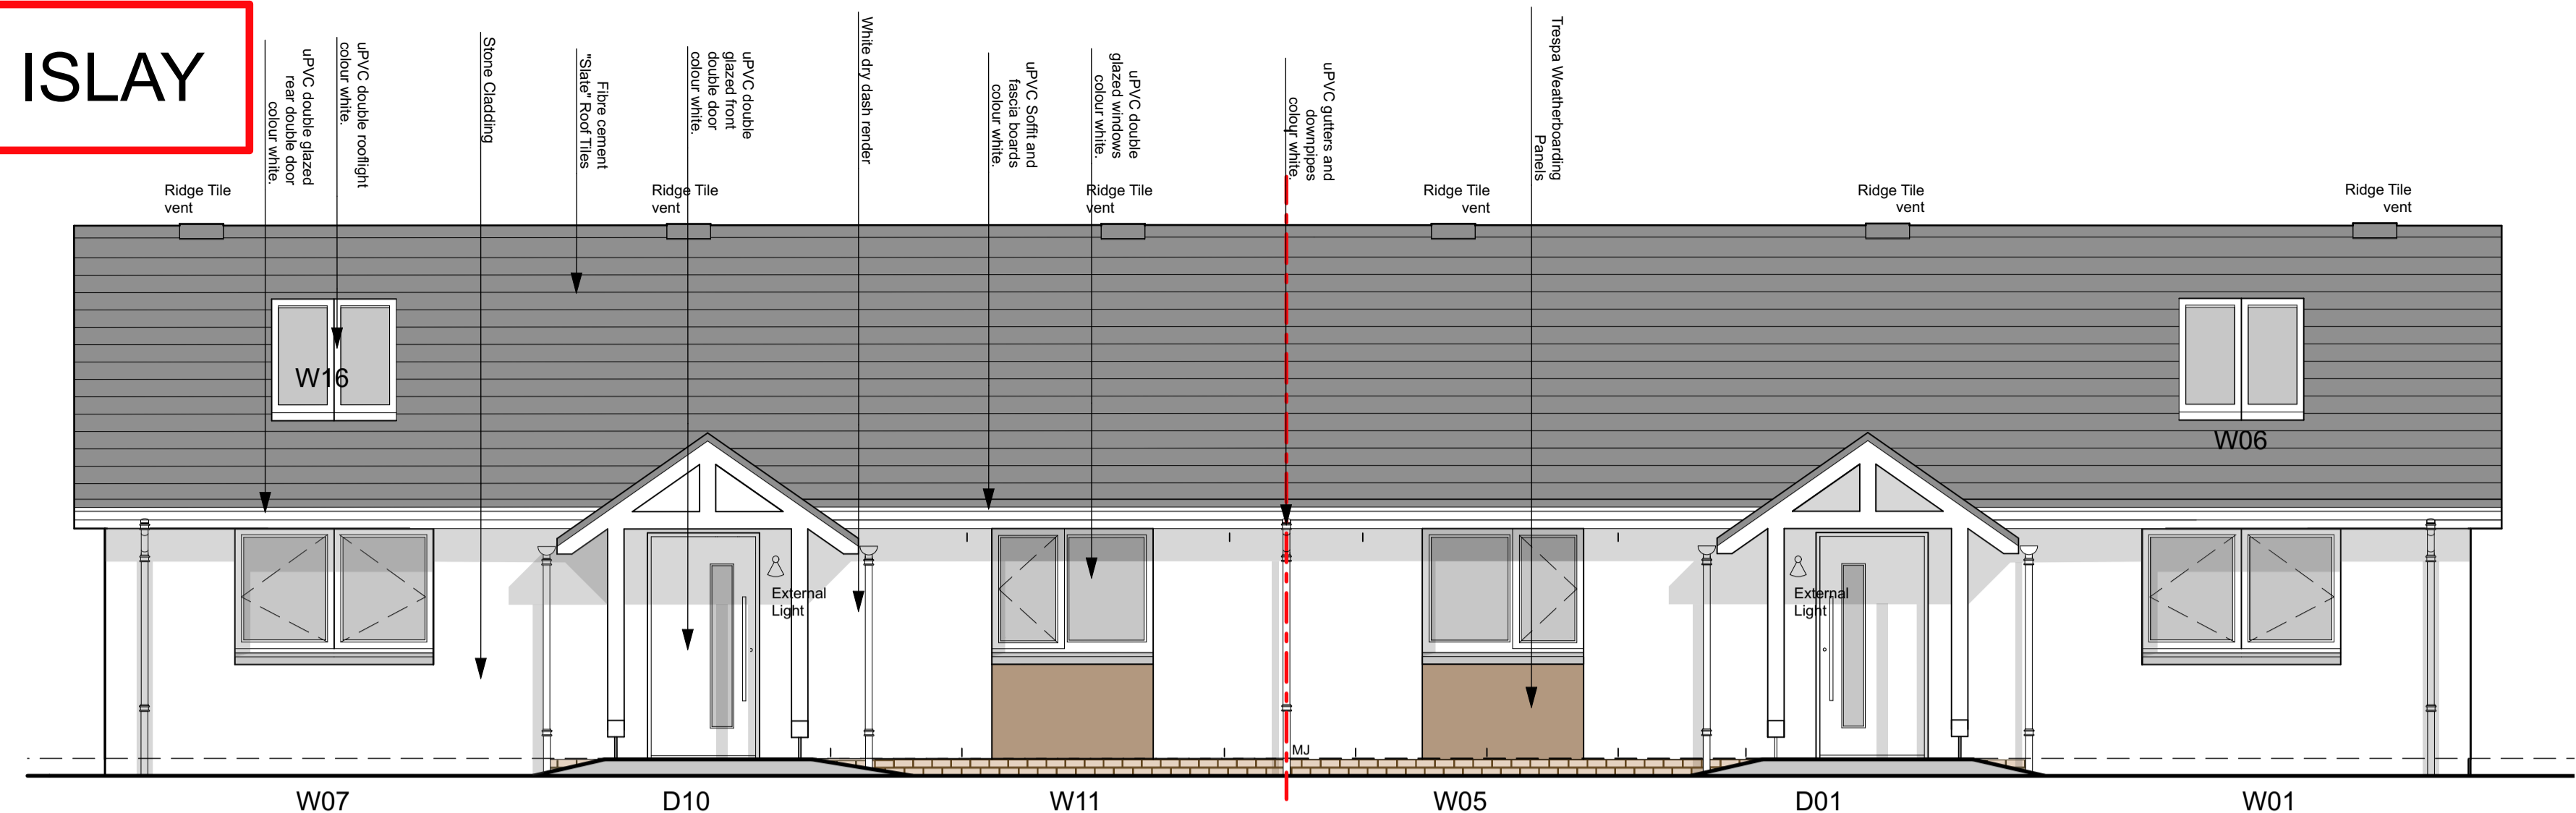 ISLAY
uPVC double glazed
rear double door
colour white.
uPVC double rooflight
colour white.
Stone Cladding
Fibre cement
"Slate" Roof Tiles
uPVC double
glazed front
double door
colour white.
White dry dash render
uPVC Soffit and
fascia boards
colour white.
uPVC double
glazed windows
colour white.
uPVC gutters and
downpipes
colour white.
Trespa Weatherboarding
Panels
Ridge Tile
vent
Ridge Tile
vent
Ridge Tile
vent
Ridge Tile
vent
Ridge Tile
vent
Ridge Tile
vent
W16
W06
External
Light
External
Light
MJ
W07
D10
W11
W05
D01
W01